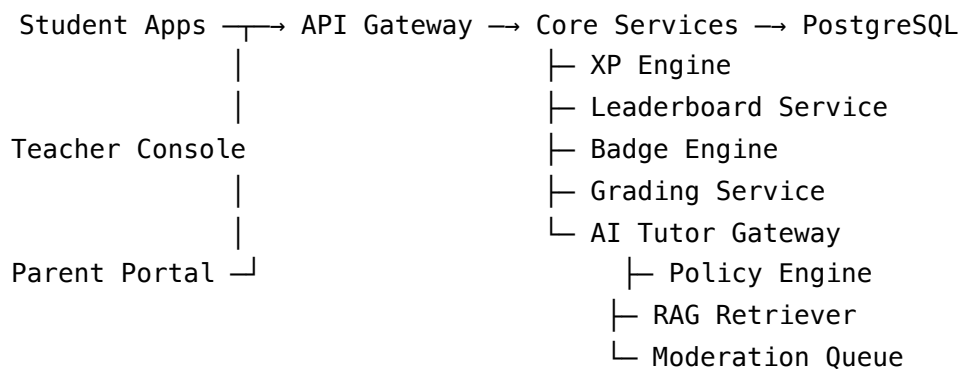 Student Apps ─┬─→ API Gateway ─→ Core Services ─→ PostgreSQL
├─ XP Engine
├─ Leaderboard Service
Teacher Console ├─ Badge Engine
├─ Grading Service
└─ AI Tutor Gateway
Parent Portal ─┘ ├─ Policy Engine
├─ RAG Retriever
└─ Moderation Queue